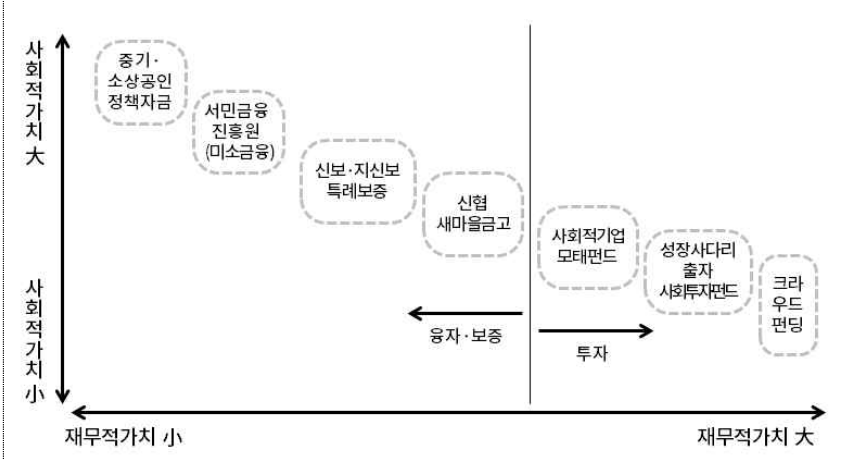 사회적가치 大
중기·
소상공인
정책자금
서민금융
진흥원
(미소금융)
신보·지신보
특례보증
신협
새마을금고
사회적기업
모태펀드
성장사다리
출자
사회투자펀드
크라
우드
펀딩
사회적가치 小
융자·보증
투자
재무적가치 小
재무적가치 大